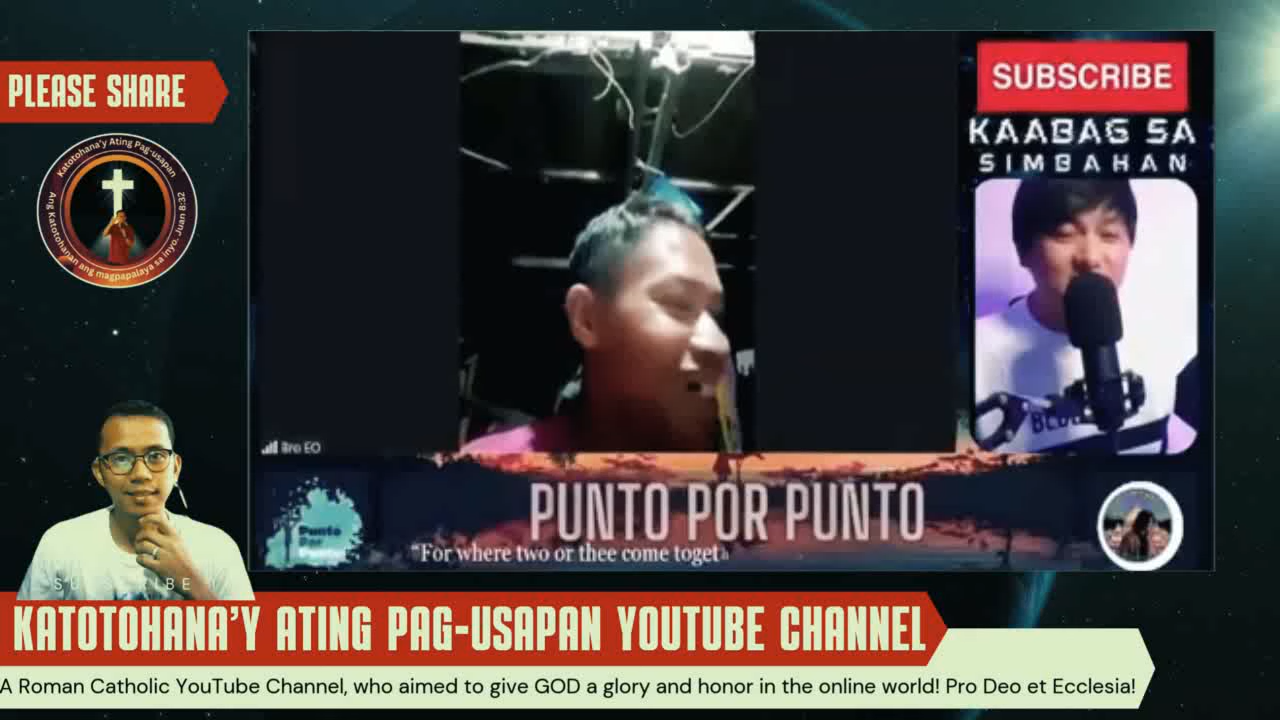 PLEASE SHARE
Katotohana'y Ating Pag-usapan
Ang Katotohanan ang magpapalaya sa inyo. Juan 8:32
SUBSCRIBE
KAABAG SA
SIMBAHAN
Bro EO
Punto
Por
Punto
PUNTO POR PUNTO
"For where two or thee come toget
KATOTOHANA'Y ATING PAG-USAPAN YOUTUBE CHANNEL
A Roman Catholic YouTube Channel, who aimed to give GOD a glory and honor in the online world! Pro Deo et Ecclesia!